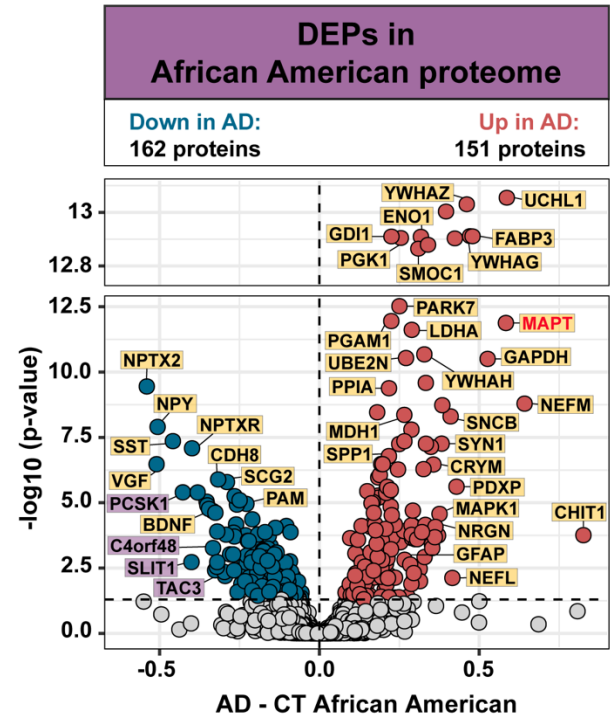 DEPs in
African American proteome
Down in AD:
162 proteins
Up in AD:
151 proteins
-log10 (p-value)
13
12.8
YWHAZ
UCHL1
ENO1
GDI1
FABP3
PGK1
YWHAG
SMOC1
12.5
10.0
7.5
5.0
2.5
0.0
PARK7
MAPT
LDHA
PGAM1
NPTX2
UBE2N
GAPDH
YWHAH
PPIA
NEFM
NPY
NPTXR
SNCB
MDH1
SST
SYN1
CDH8
SPP1
CRYM
SCG2
VGF
PDXP
PCSK1
PAM
MAPK1
CHIT1
BDNF
NRGN
C4orf48
GFAP
SLIT1
NEFL
TAC3
-0.5
0.0
0.5
AD - CT African American